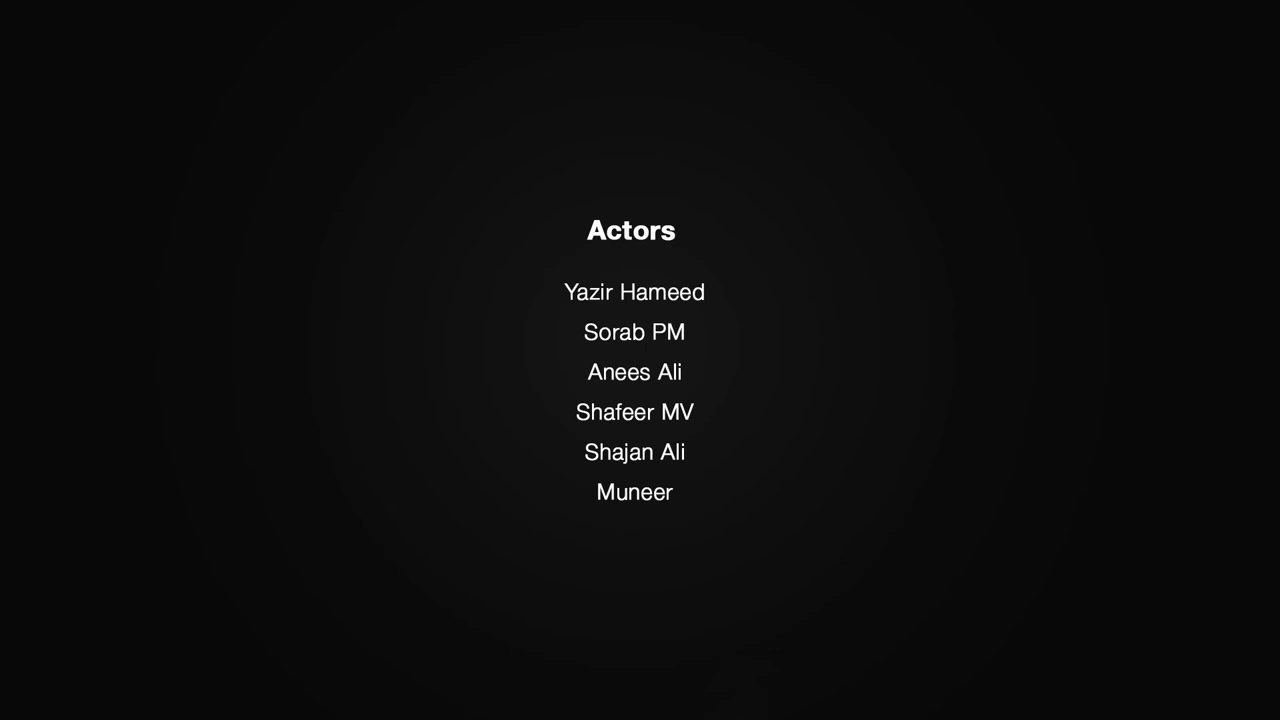 Actors
Yazir Hameed
Sorab PM
Anees Ali
Shafeer MV
Shajan Ali
Muneer